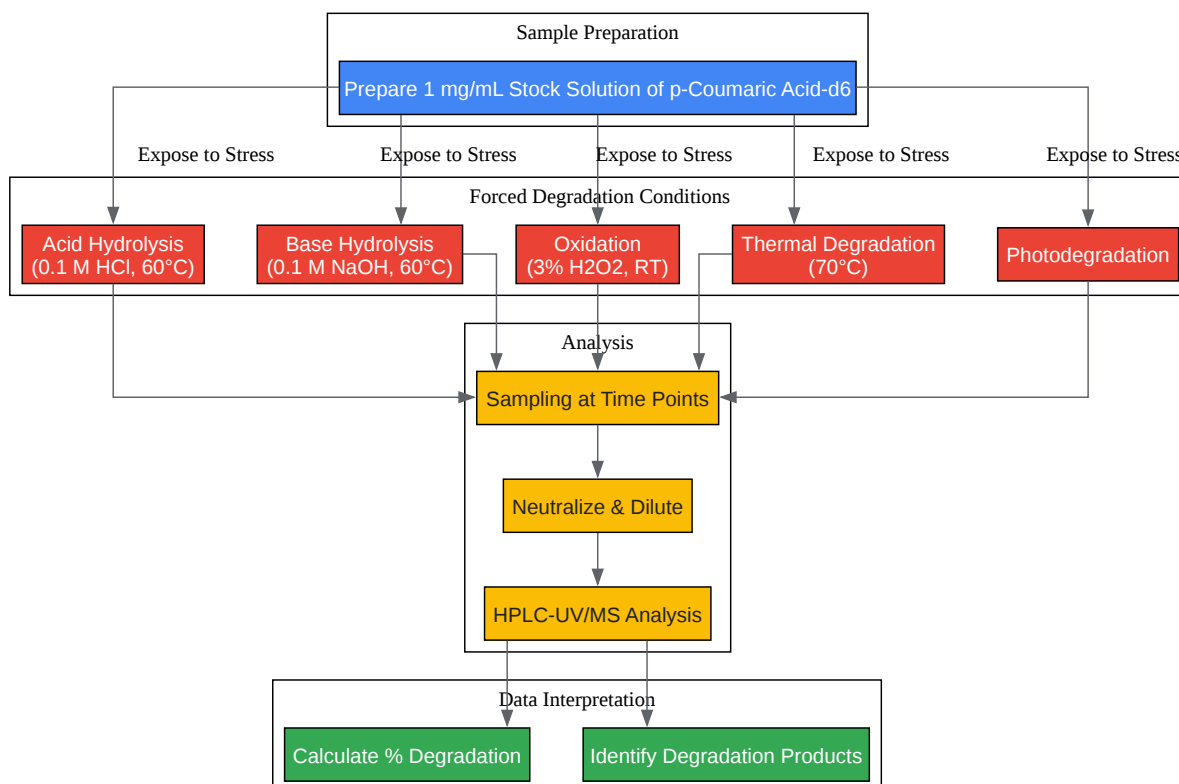 Sample Preparation
Prepare 1 mg/mL Stock Solution of p-Coumaric Acid-d6
Expose to Stress
Expose to Stress
Expose to Stress
Expose to Stress
Expose to Stress
Forced Degradation Conditions
Acid Hydrolysis
(0.1 M HCl, 60°C)
Base Hydrolysis
(0.1 M NaOH, 60°C)
Oxidation
(3% H2O2, RT)
Thermal Degradation
(70°C)
Photodegradation
Analysis
Sampling at Time Points
Neutralize & Dilute
HPLC-UV/MS Analysis
Data Interpretation
Calculate % Degradation
Identify Degradation Products